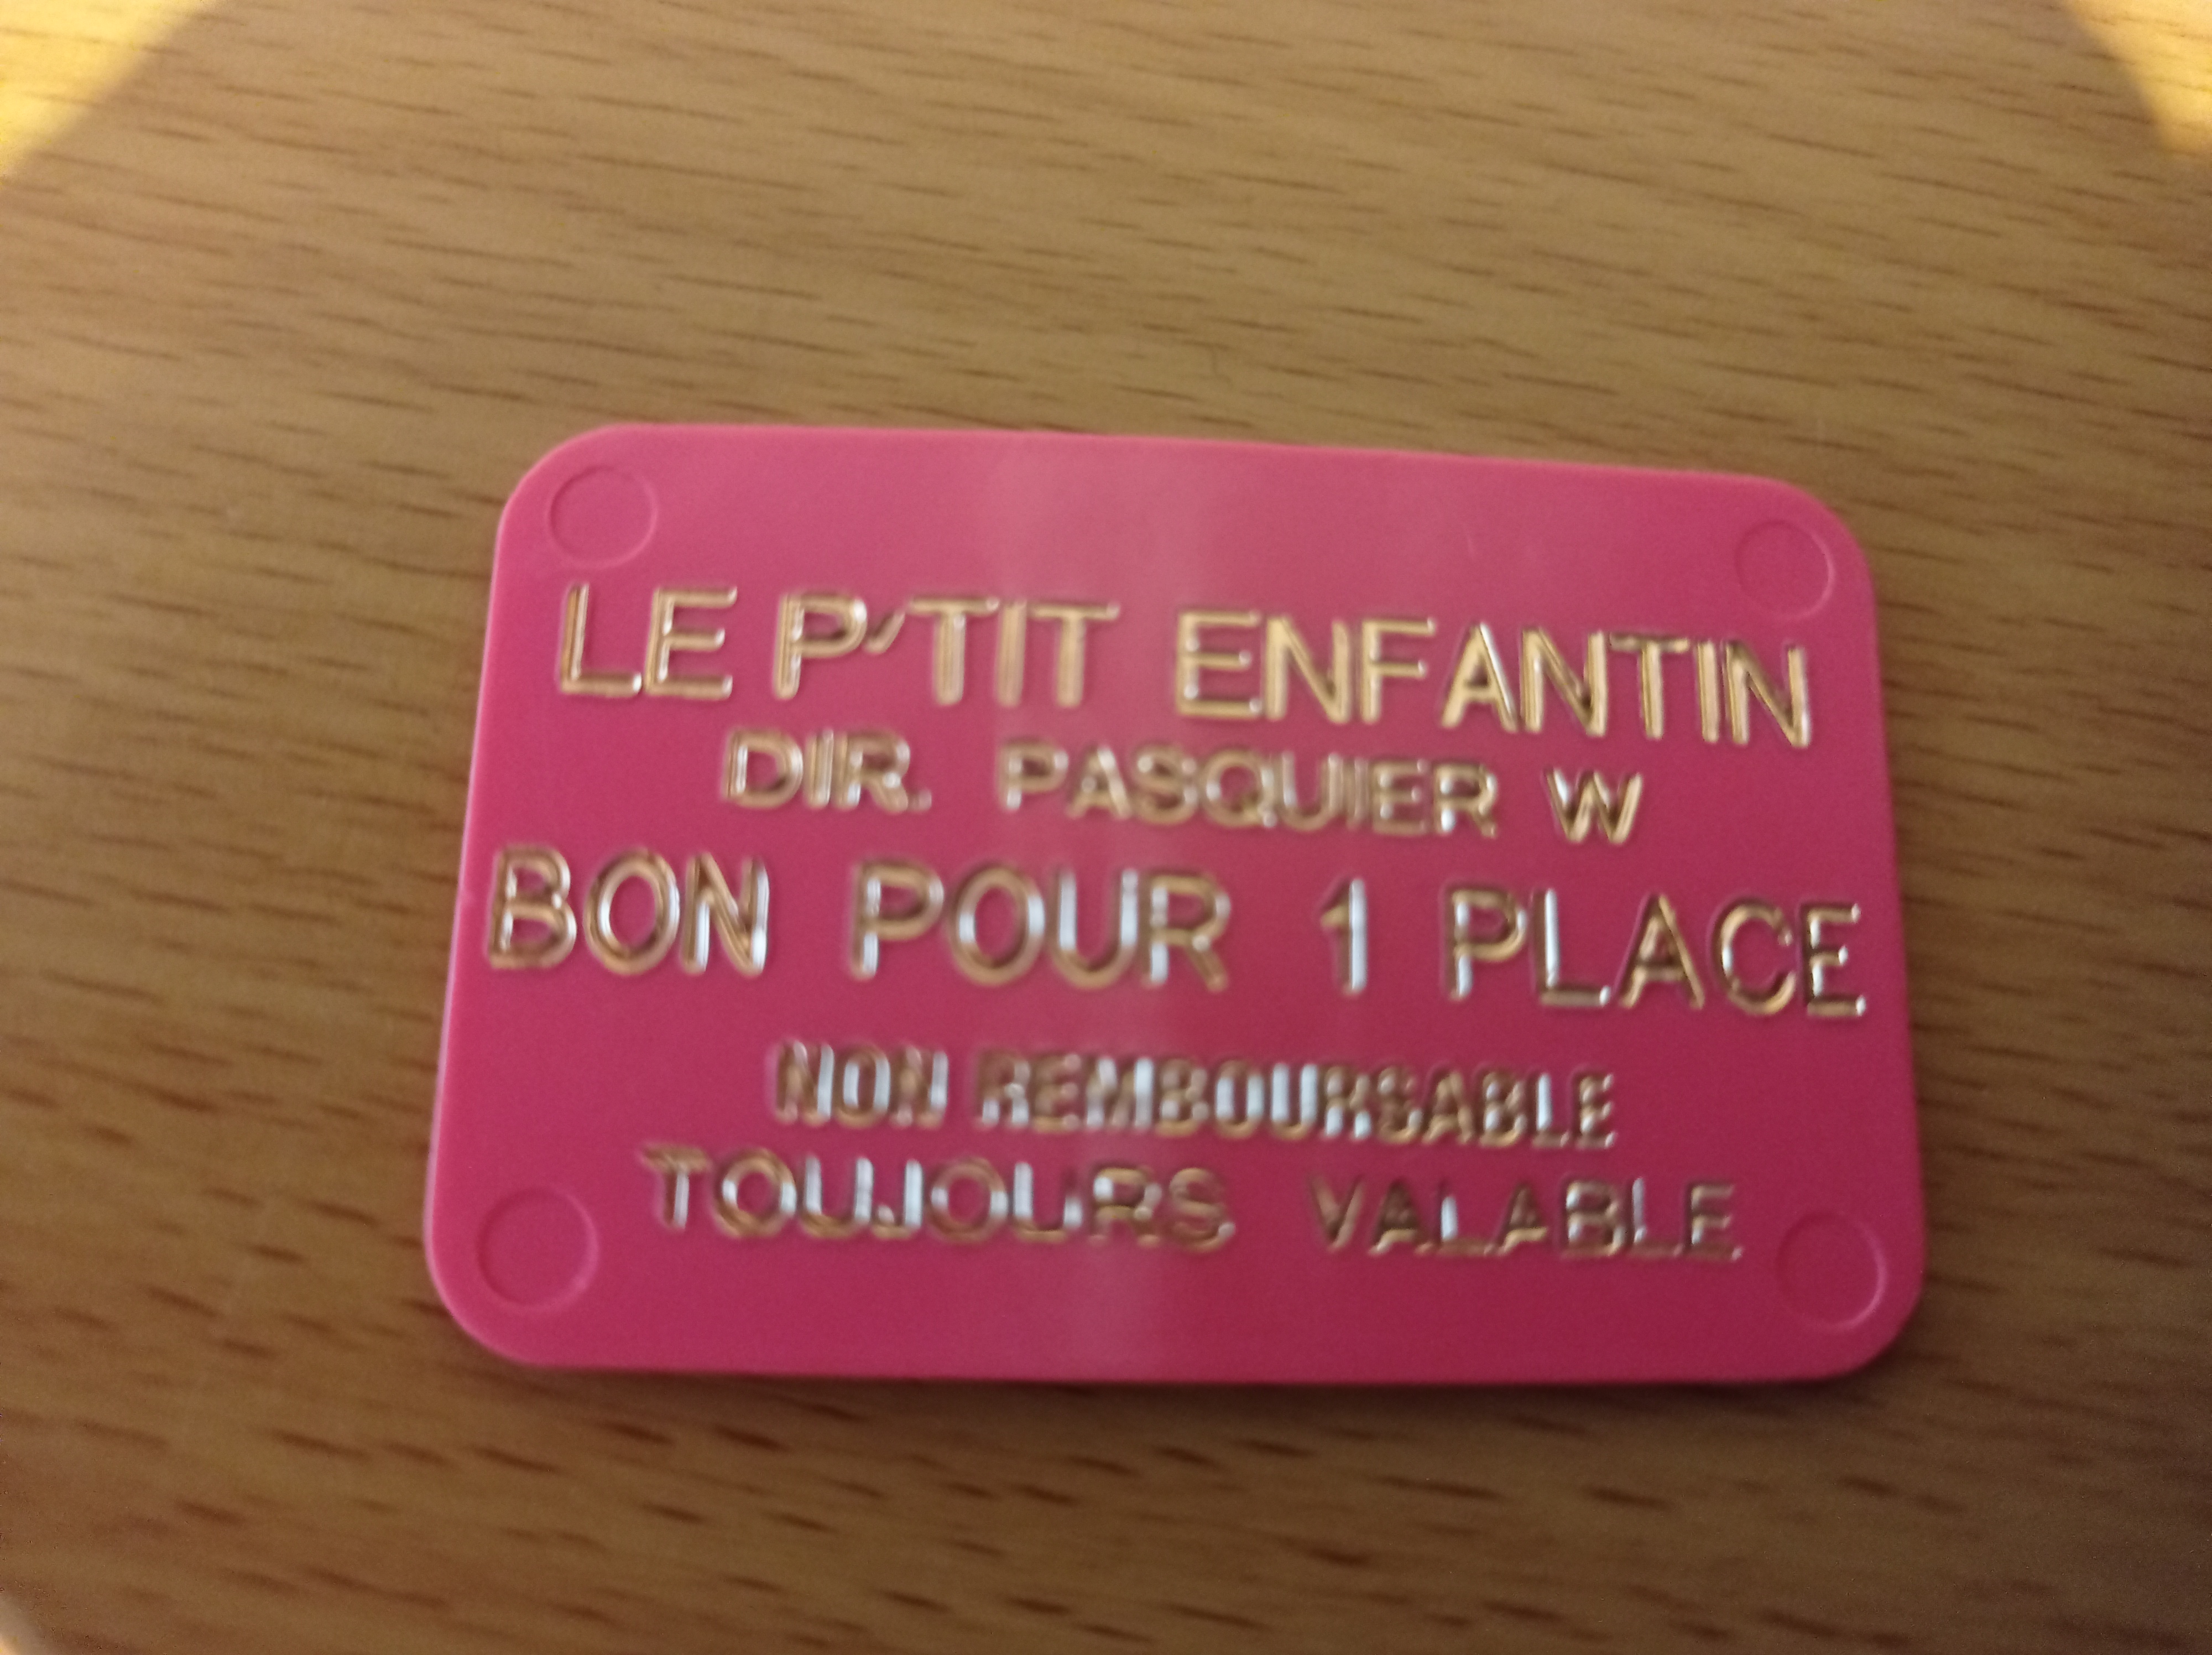 LE P'TIT ENFANTIN
DIR. PASQUIER W
BON POUR 1 PLACE
NON REMBOURSABLE
TOUJOURS VALABLE